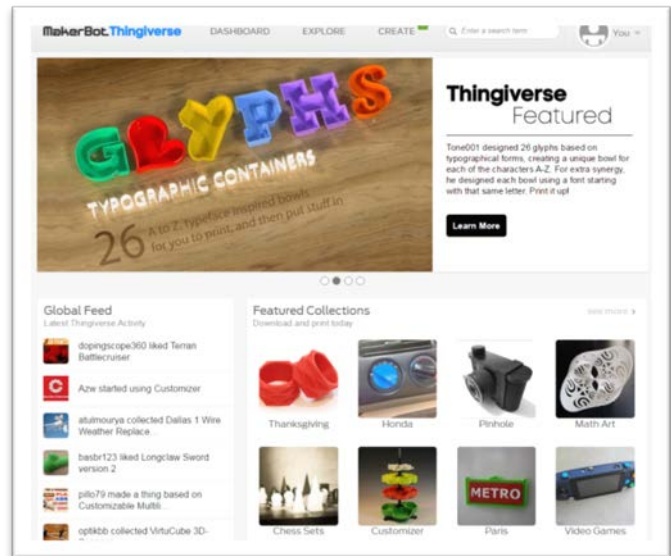 MakerBot.Thingiverse DASHBOARD EXPLORE CREATE Enter a search term You
GLYPHS
TYPOGRAPHIC CONTAINERS
26 A to Z, typeface inspired bowls
for you to print, and then put stuff in
Thingiverse
Featured
Tone001 designed 26 glyphs based on
typographical forms, creating a unique bowl for
each of the characters A-Z. For extra synergy,
he designed each bowl using a font starting
with that same letter. Print it up!
Learn More
Global Feed
Latest Thingiverse Activity
dopingscope360 liked Terran
Battlecruiser
Azw started using Customizer
atulmourya collected Dallas 1 Wire
Weather Replace...
basbr123 liked Longclaw Sword
version 2
pillo79 made a thing based on
Customizable Multili...
optikbb collected VirtuCube 3D-
Featured Collections
Download and print today
see more
Thanksgiving Honda Pinhole Math Art
METRO
Chess Sets Customizer Paris Video Games